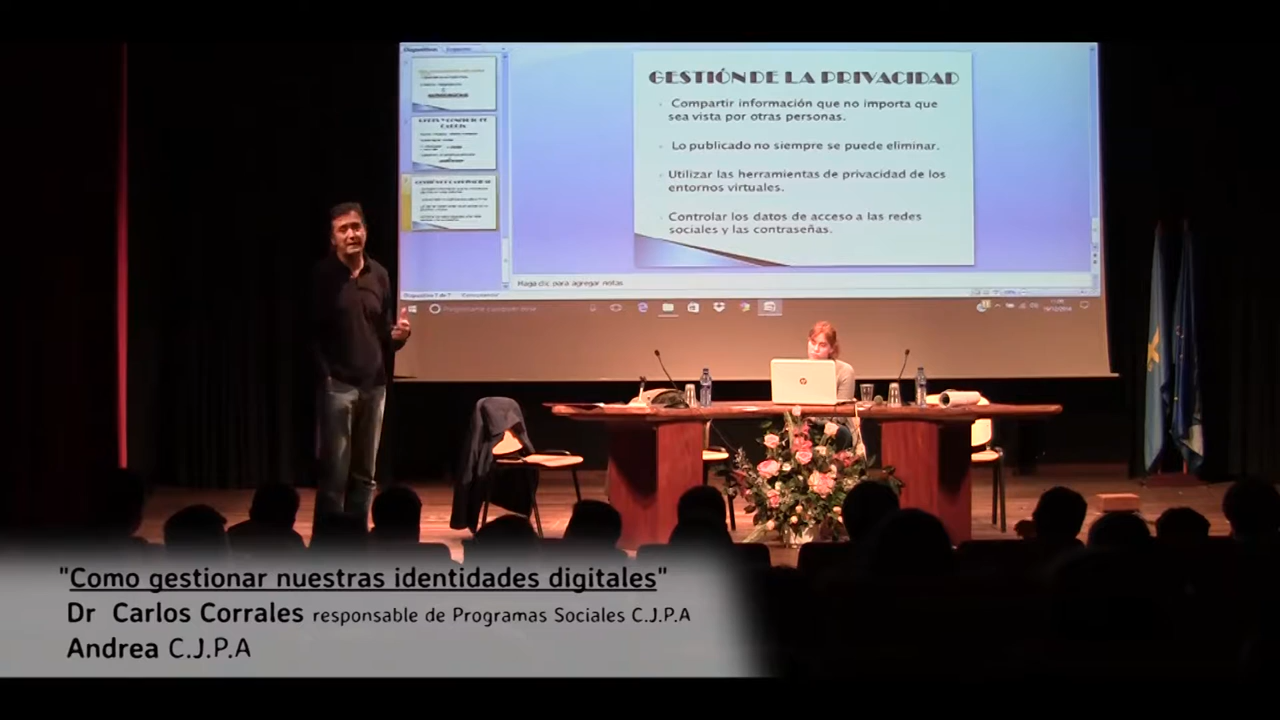 GESTIÓN DE LA PRIVACIDAD
Compartir información que no importa que
sea vista por otras personas.
Lo publicado no siempre se puede eliminar.
Utilizar las herramientas de privacidad de los
entornos virtuales.
Controlar los datos de acceso a las redes
sociales y las contraseñas.
Haga clic para agregar notas
hp
"Como gestionar nuestras identidades digitales"
Dr Carlos Corrales responsable de Programas Sociales C.J.P.A
Andrea C.J.P.A